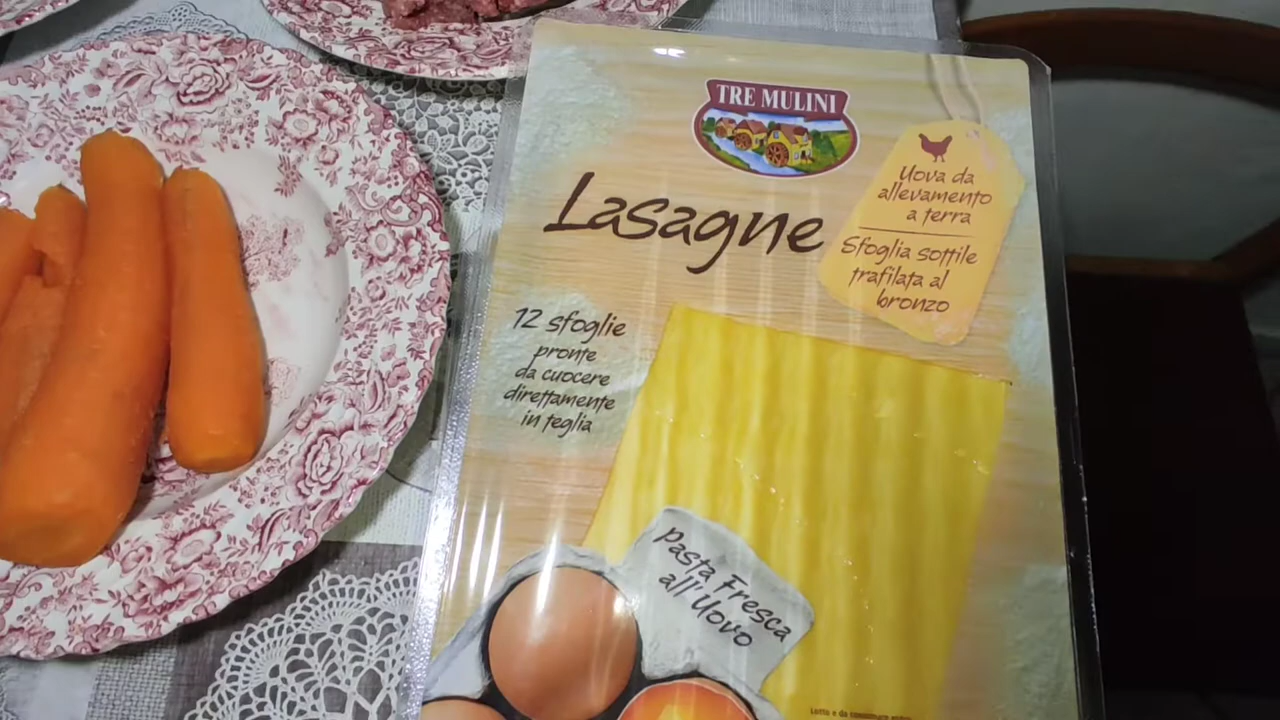 TRE MULINI
Lasagne
Uova da
allevamento
a terra
Sfoglia sottile
trafilata al
bronzo
12 sfoglie
pronte
da cuocere
direttamente
in teglia
Pasta Fresca
all'Uovo